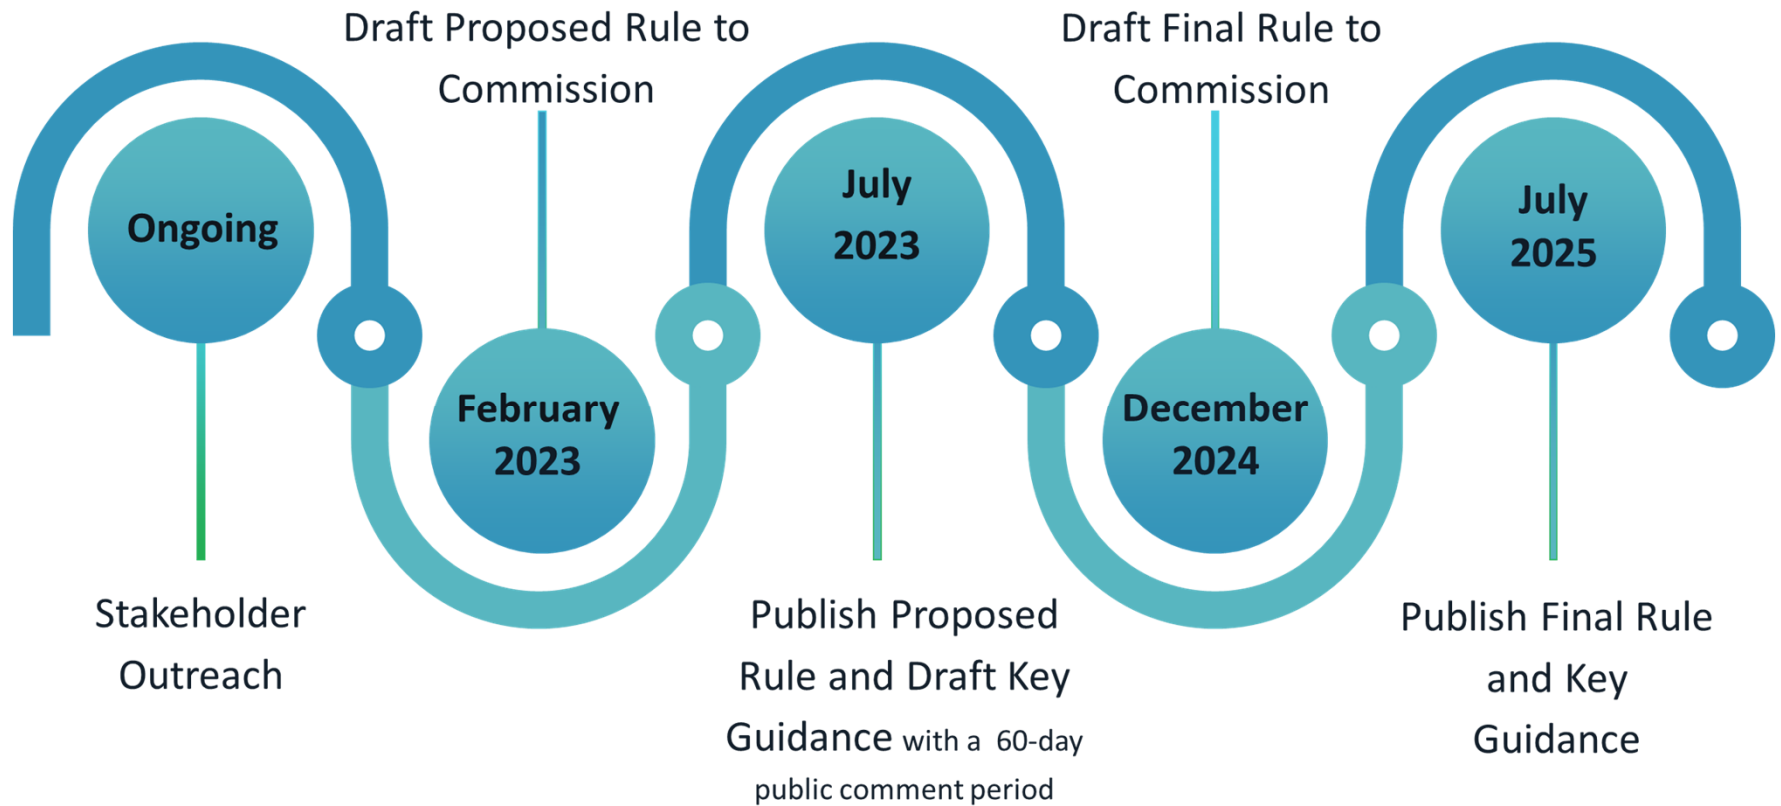 Ongoing
Stakeholder
Outreach
Draft Proposed Rule to
Commission
February
2023
July
2023
Publish Proposed
Rule and Draft Key
Guidance with a 60-day
public comment period
Draft Final Rule to
Commission
December
2024
July
2025
Publish Final Rule
and Key
Guidance